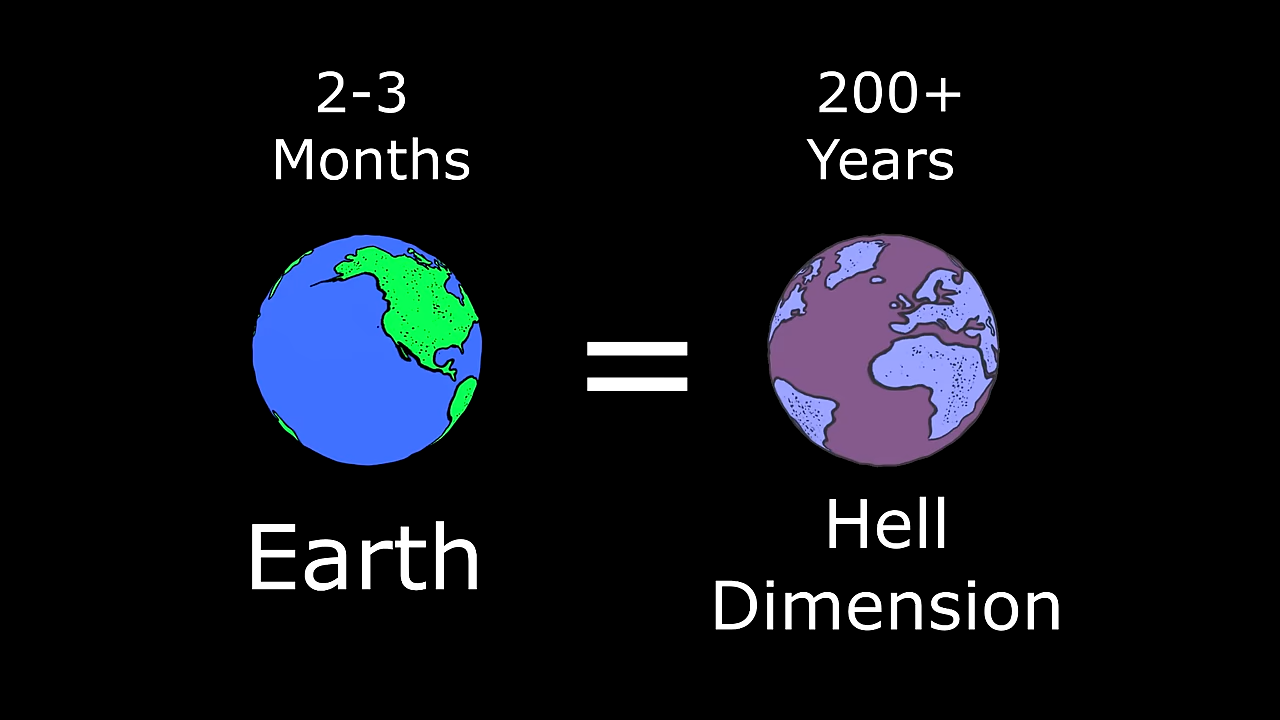 2-3
Months
200+
Years
=
Earth
Hell
Dimension